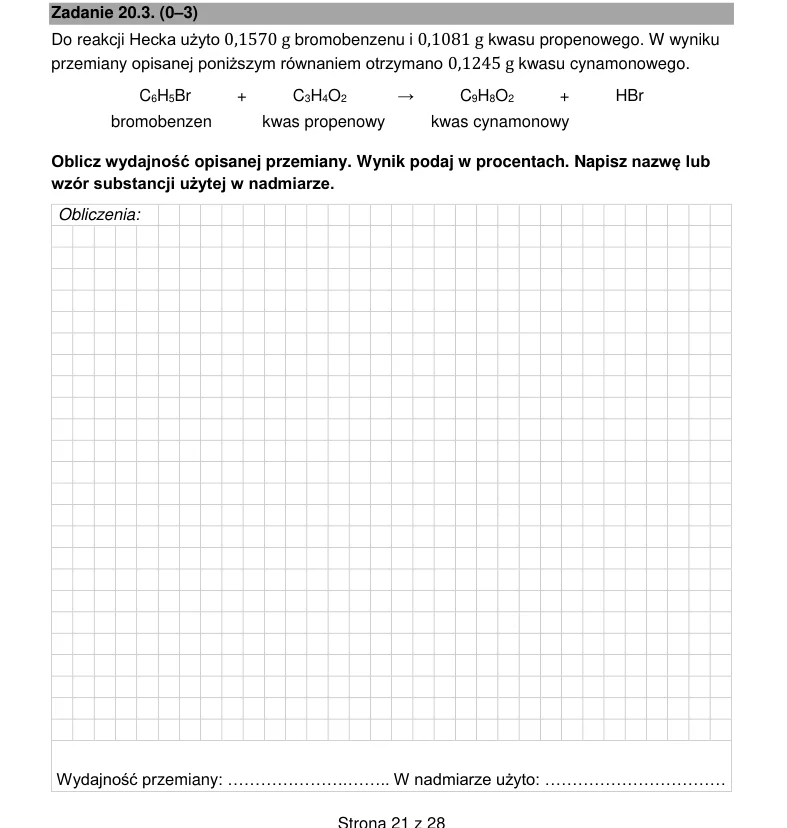 Zadanie 20.3. (0–3)
Do reakcji Hecka użyto 0,1570 g bromobenzenu i 0,1081 g kwasu propenowego. W wyniku
przemiany opisanej poniższym równaniem otrzymano 0,1245 g kwasu cynamonowego.
C₆H₅Br + C₃H₄O₂ → C₉H₈O₂ + HBr
bromobenzen kwas propenowy kwas cynamonowy
Oblicz wydajność opisanej przemiany. Wynik podaj w procentach. Napisz nazwę lub
wzór substancji użytej w nadmiarze.
Obliczenia:
Wydajność przemiany: ………………………….. W nadmiarze użyto: ……………………………
Strona 21 z 28